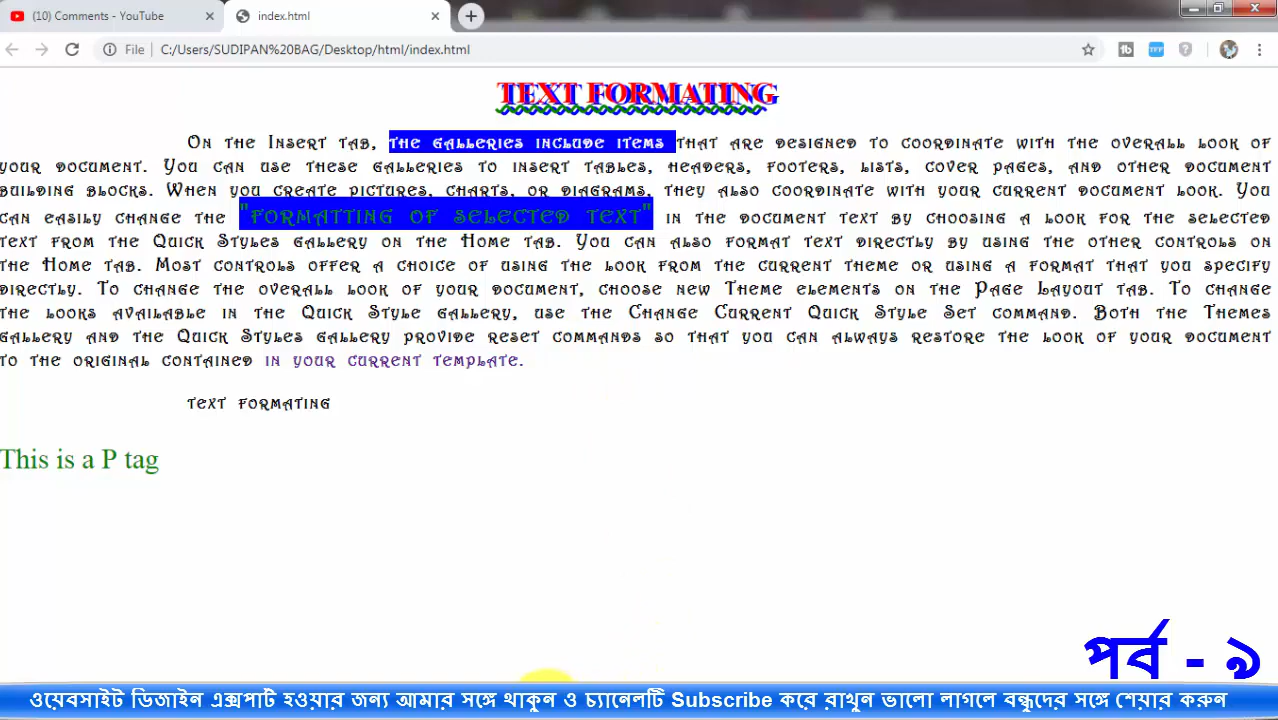 (10) Comments - YouTube
index.html
File
C:/Users/SUDIPAN%20BAG/Desktop/html/index.html
TEXT FORMATING
On the Insert tab, the galleries include items that are designed to coordinate with the overall look of
your document. You can use these galleries to insert tables, headers, footers, lists, cover pages, and other document
building blocks. When you create pictures, charts, or diagrams, they also coordinate with your current document look. You
can easily change the "formatting of selected text" in the document text by choosing a look for the selected
text from the Quick Styles gallery on the Home tab. You can also format text directly by using the other controls on
the Home tab. Most controls offer a choice of using the look from the current theme or using a format that you specify
directly. To change the overall look of your document, choose new Theme elements on the Page Layout tab. To change
the looks available in the Quick Style gallery, use the Change Current Quick Style Set command. Both the Themes
gallery and the Quick Styles gallery provide reset commands so that you can always restore the look of your document
to the original contained in your current template.
text formating
This is a P tag
পর্ব - ৯
ওয়েবসাইট ডিজাইন এক্সপার্ট হওয়ার জন্য আমার সঙ্গে থাকুন ও চ্যানেলটি Subscribe করে রাখুন ভালো লাগলে বন্ধুদের সঙ্গে শেয়ার করুন